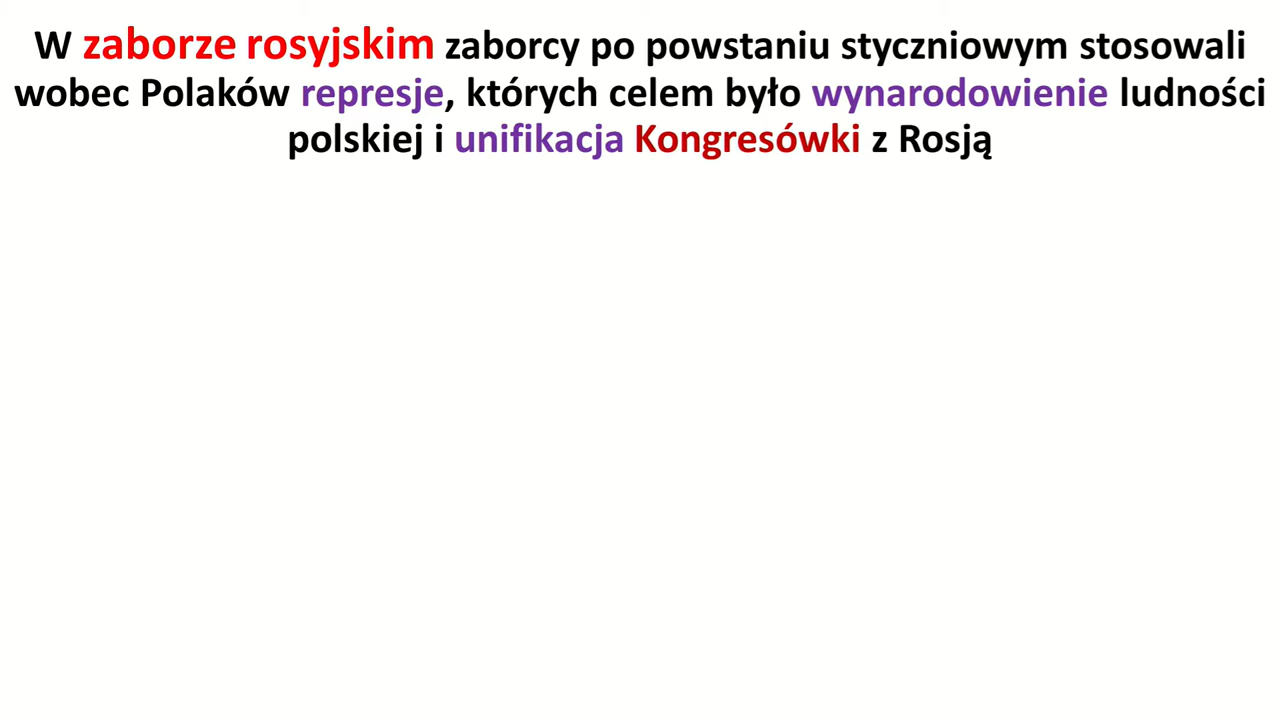 W zaborze rosyjskim zaborcy po powstaniu styczniowym stosowali
wobec Polaków represje, których celem było wynarodowienie ludności
polskiej i unifikacja Kongresówki z Rosją